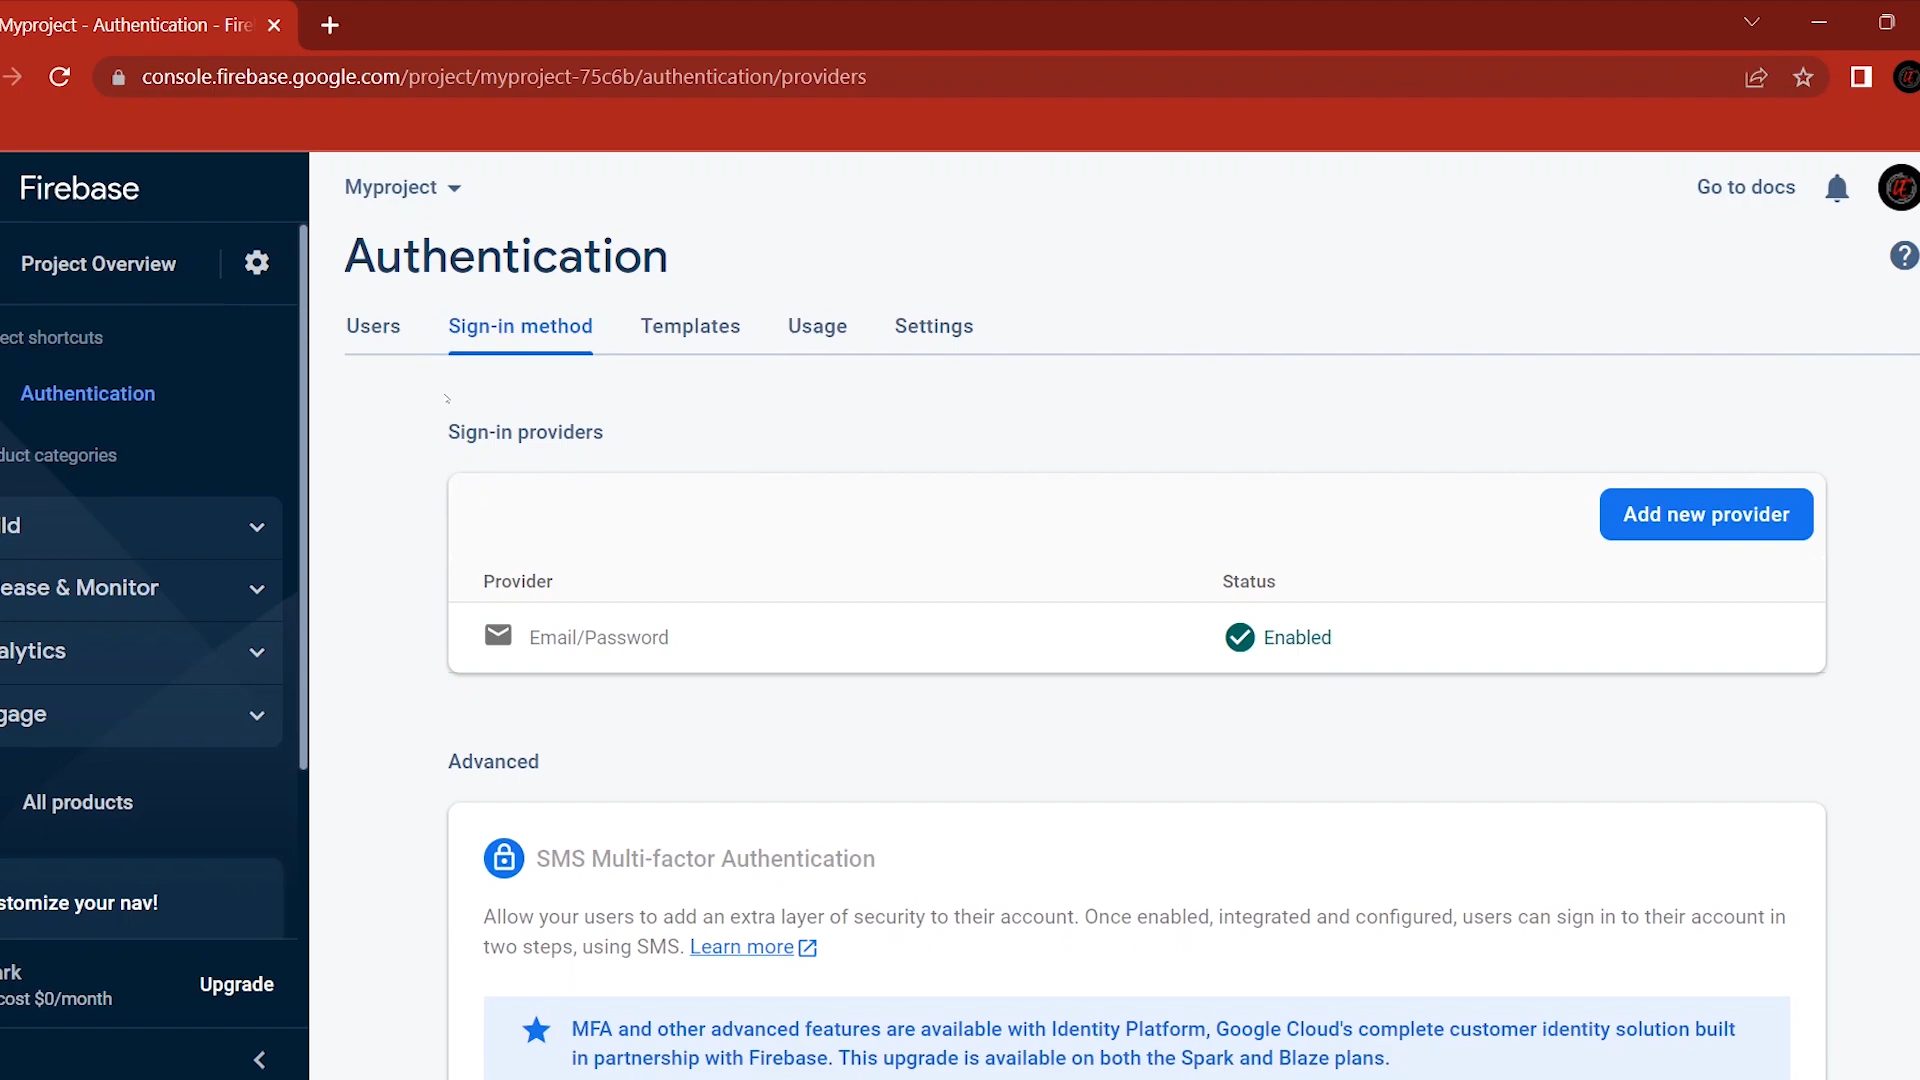 Myproject - Authentication - Fire
console.firebase.google.com/project/myproject-75c6b/authentication/providers
Firebase
Myproject
Go to docs
Authentication
Project Overview
Users Sign-in method Templates Usage Settings
ect shortcuts
Authentication
Sign-in providers
duct categories
Add new provider
ld
Provider Status
ease & Monitor
Email/Password Enabled
alytics
gage
Advanced
All products
SMS Multi-factor Authentication
stomize your nav!
Allow your users to add an extra layer of security to their account. Once enabled, integrated and configured, users can sign in to their account in
two steps, using SMS. Learn more
ark
cost $0/month
Upgrade
MFA and other advanced features are available with Identity Platform, Google Cloud's complete customer identity solution built
in partnership with Firebase. This upgrade is available on both the Spark and Blaze plans.